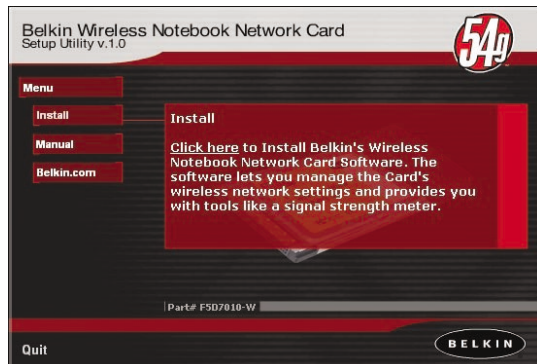 Belkin Wireless Notebook Network Card
Setup Utility v.1.0
54g
Menu
Install
Manual
Belkin.com
Install
Click here to Install Belkin's Wireless
Notebook Network Card Software. The
software lets you manage the Card's
wireless network settings and provides you
with tools like a signal strength meter.
Part# F5D7010-W
Quit
BELKIN